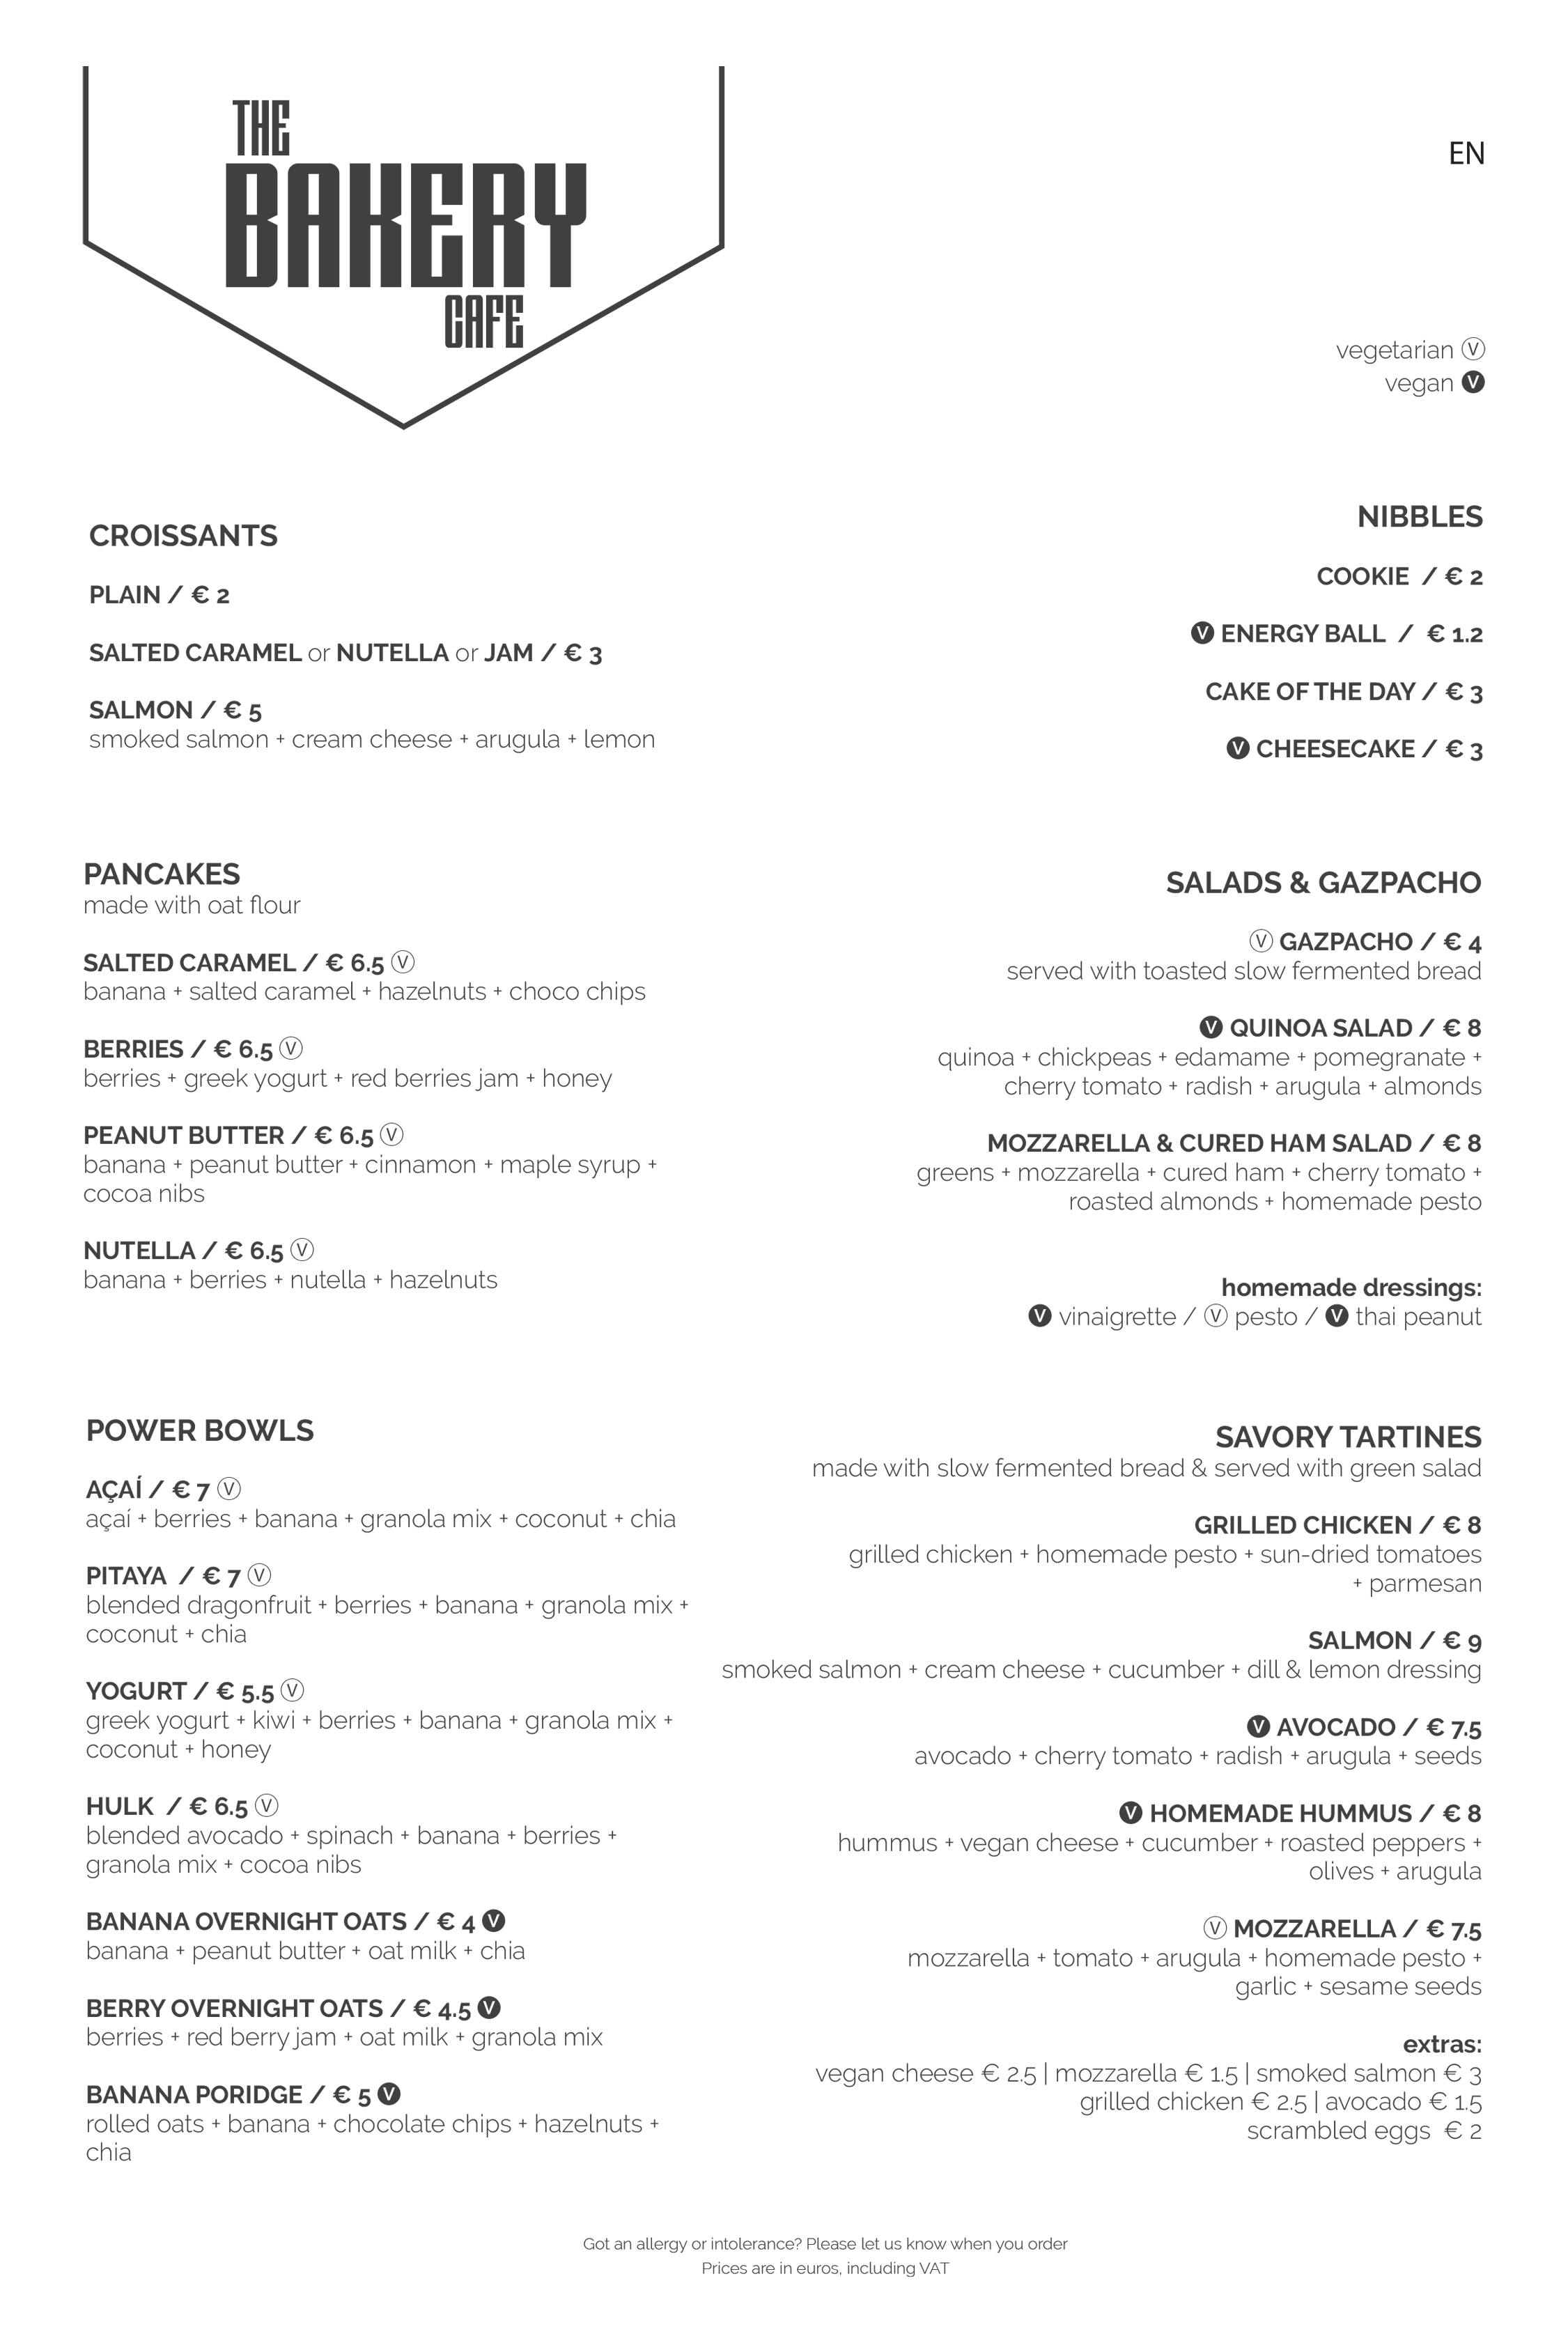 THE
BAKERY
CAFE
EN
vegetarian Ⓥ
vegan 🅥
CROISSANTS
PLAIN / € 2
SALTED CARAMEL or NUTELLA or JAM / € 3
SALMON / € 5
smoked salmon + cream cheese + arugula + lemon
NIBBLES
COOKIE / € 2
🅥 ENERGY BALL / € 1.2
CAKE OF THE DAY / € 3
🅥 CHEESECAKE / € 3
PANCAKES
made with oat flour
SALTED CARAMEL / € 6.5 Ⓥ
banana + salted caramel + hazelnuts + choco chips
BERRIES / € 6.5 Ⓥ
berries + greek yogurt + red berries jam + honey
PEANUT BUTTER / € 6.5 Ⓥ
banana + peanut butter + cinnamon + maple syrup +
cocoa nibs
NUTELLA / € 6.5 Ⓥ
banana + berries + nutella + hazelnuts
SALADS & GAZPACHO
Ⓥ GAZPACHO / € 4
served with toasted slow fermented bread
🅥 QUINOA SALAD / € 8
quinoa + chickpeas + edamame + pomegranate +
cherry tomato + radish + arugula + almonds
MOZZARELLA & CURED HAM SALAD / € 8
greens + mozzarella + cured ham + cherry tomato +
roasted almonds + homemade pesto
homemade dressings:
🅥 vinaigrette / Ⓥ pesto / 🅥 thai peanut
POWER BOWLS
AÇAÍ / € 7 Ⓥ
açaí + berries + banana + granola mix + coconut + chia
PITAYA / € 7 Ⓥ
blended dragonfruit + berries + banana + granola mix +
coconut + chia
YOGURT / € 5.5 Ⓥ
greek yogurt + kiwi + berries + banana + granola mix +
coconut + honey
HULK / € 6.5 Ⓥ
blended avocado + spinach + banana + berries +
granola mix + cocoa nibs
BANANA OVERNIGHT OATS / € 4 🅥
banana + peanut butter + oat milk + chia
BERRY OVERNIGHT OATS / € 4.5 🅥
berries + red berry jam + oat milk + granola mix
BANANA PORIDGE / € 5 🅥
rolled oats + banana + chocolate chips + hazelnuts +
chia
SAVORY TARTINES
made with slow fermented bread & served with green salad
GRILLED CHICKEN / € 8
grilled chicken + homemade pesto + sun-dried tomatoes
+ parmesan
SALMON / € 9
smoked salmon + cream cheese + cucumber + dill & lemon dressing
🅥 AVOCADO / € 7.5
avocado + cherry tomato + radish + arugula + seeds
🅥 HOMEMADE HUMMUS / € 8
hummus + vegan cheese + cucumber + roasted peppers +
olives + arugula
Ⓥ MOZZARELLA / € 7.5
mozzarella + tomato + arugula + homemade pesto +
garlic + sesame seeds
extras:
vegan cheese € 2.5 | mozzarella € 1.5 | smoked salmon € 3
grilled chicken € 2.5 | avocado € 1.5
scrambled eggs € 2
Got an allergy or intolerance? Please let us know when you order
Prices are in euros, including VAT